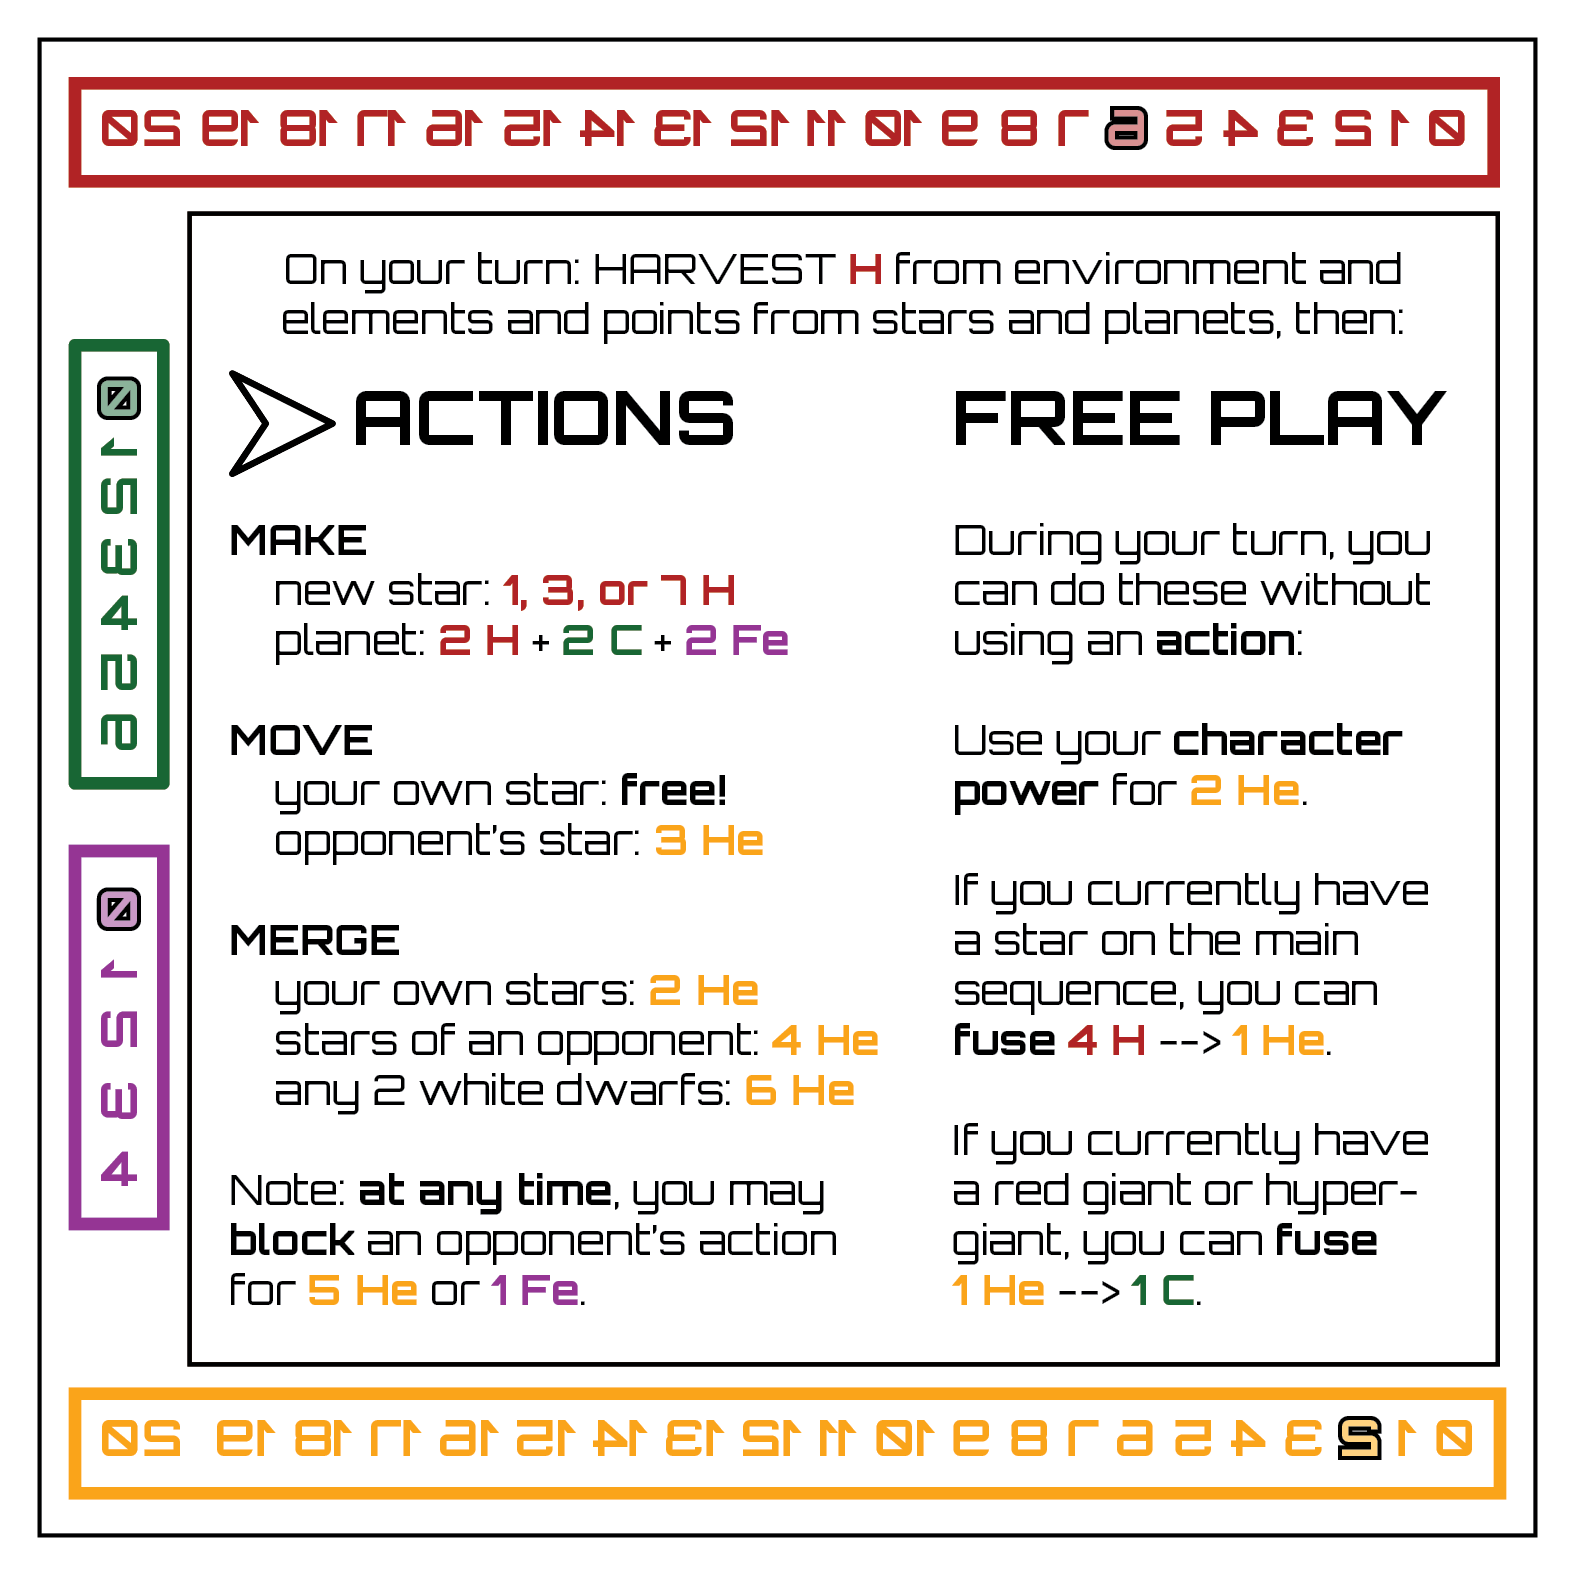 0 1 2 3 4 5 6 7 8 9 10 11 12 13 14 15 16 17 18 19 20
On your turn: HARVEST H from environment and
elements and points from stars and planets, then:
0 1 2 3 4 5 6
0 1 2 3 4
ACTIONS
MAKE
new star: 1, 3, or 7 H
planet: 2 H + 2 C + 2 Fe
MOVE
your own star: free!
opponent's star: 3 He
MERGE
your own stars: 2 He
stars of an opponent: 4 He
any 2 white dwarfs: 6 He
Note: at any time, you may
block an opponent's action
for 5 He or 1 Fe.
FREE PLAY
During your turn, you
can do these without
using an action:
Use your character
power for 2 He.
If you currently have
a star on the main
sequence, you can
fuse 4 H --> 1 He.
If you currently have
a red giant or hyper-
giant, you can fuse
1 He --> 1 C.
0 1 2 3 4 5 6 7 8 9 10 11 12 13 14 15 16 17 18 19 20